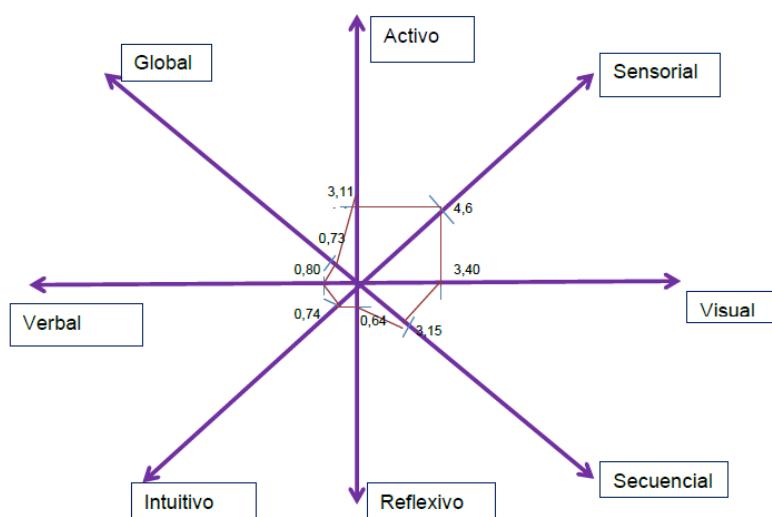 Activo
Global
Sensorial
3,11
4,6
0,73
0,80
3,40
Verbal
Visual
0,74
0,64
3,15
Intuitivo
Reflexivo
Secuencial